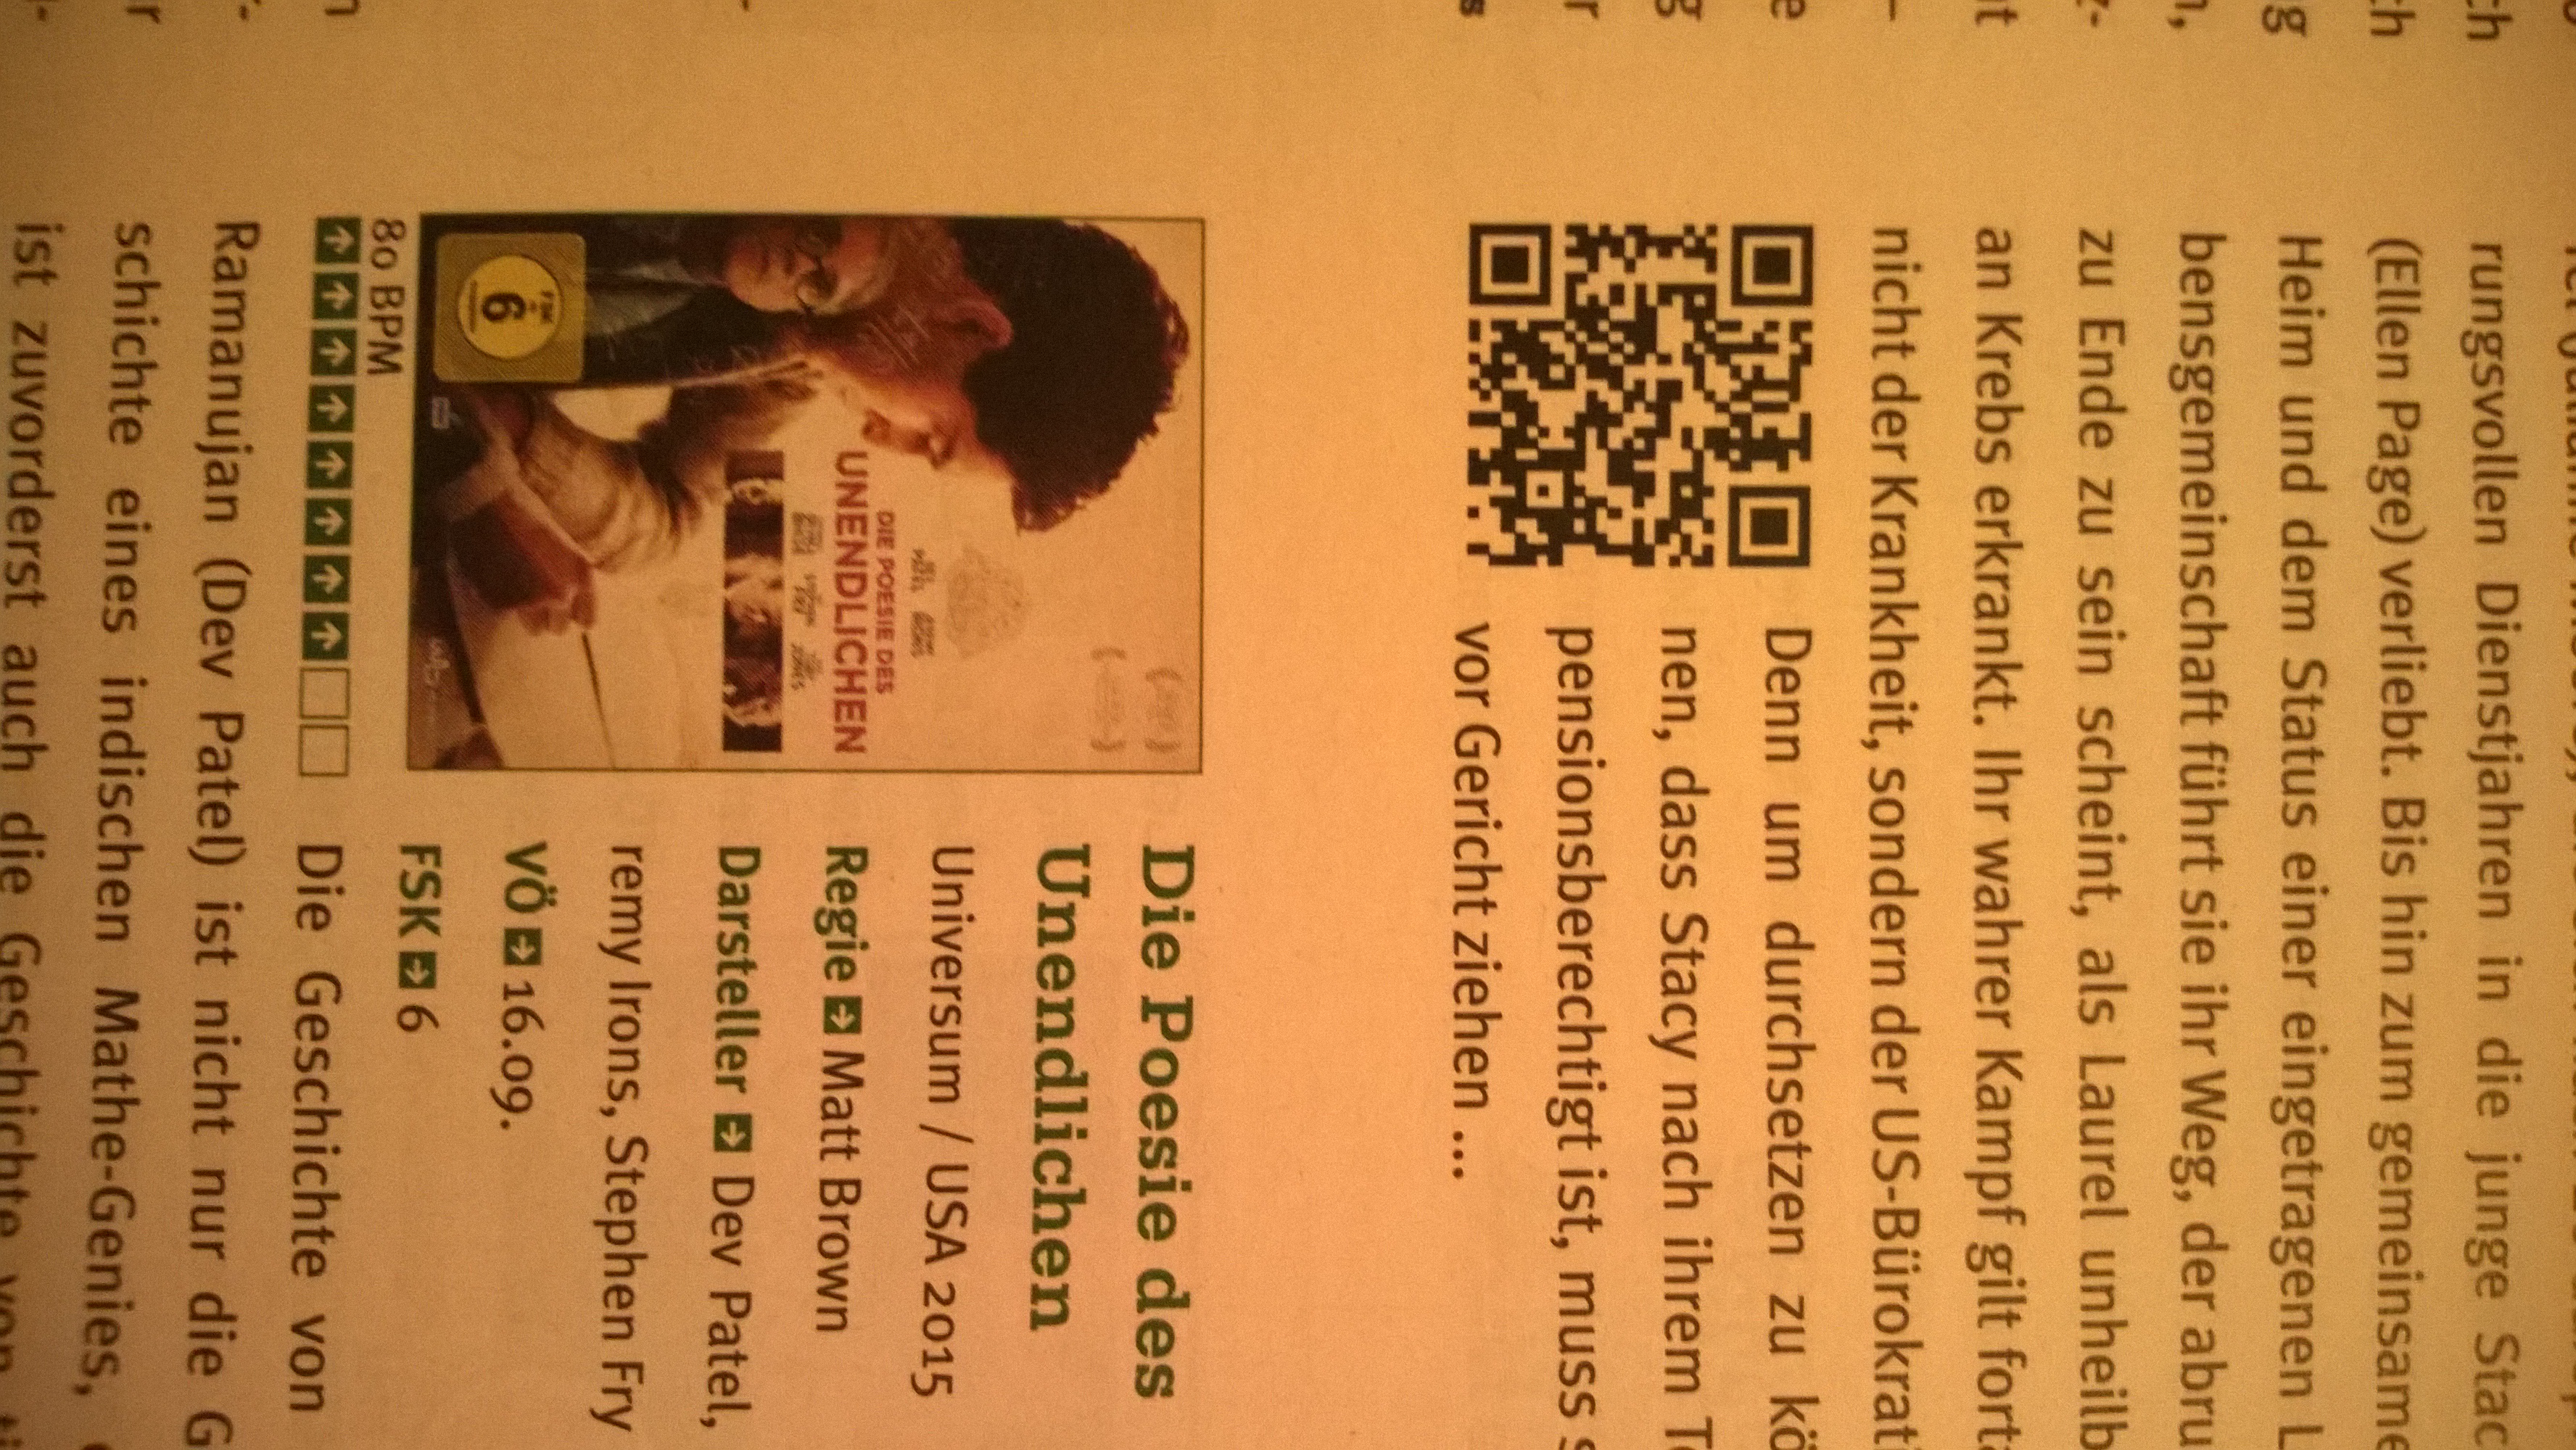 rungsvollen Dienstjahren in die junge Stac
(Ellen Page) verliebt. Bis hin zum gemeinsame
Heim und dem Status einer eingetragenen L
bensgemeinschaft führt sie ihr Weg, der abru
zu Ende zu sein scheint, als Laurel unheilb
an Krebs erkrankt. Ihr wahrer Kampf gilt forta
nicht der Krankheit, sondern der US-Bürokrati
Denn um durchsetzen zu kö
nen, dass Stacy nach ihrem To
pensionsberechtigt ist, muss s
vor Gericht ziehen ...
Die Poesie des
Unendlichen
Universum / USA 2015
Regie Matt Brown
Darsteller Dev Patel,
remy Irons, Stephen Fry
VÖ 16.09.
FSK 6
DIE POESIE DES
UNENDLICHEN
FSK
6
80 BPM
Die Geschichte von
Ramanujan (Dev Patel) ist nicht nur die G
schichte eines indischen Mathe-Genies,
ist zuvorderst auch die Geschichte von